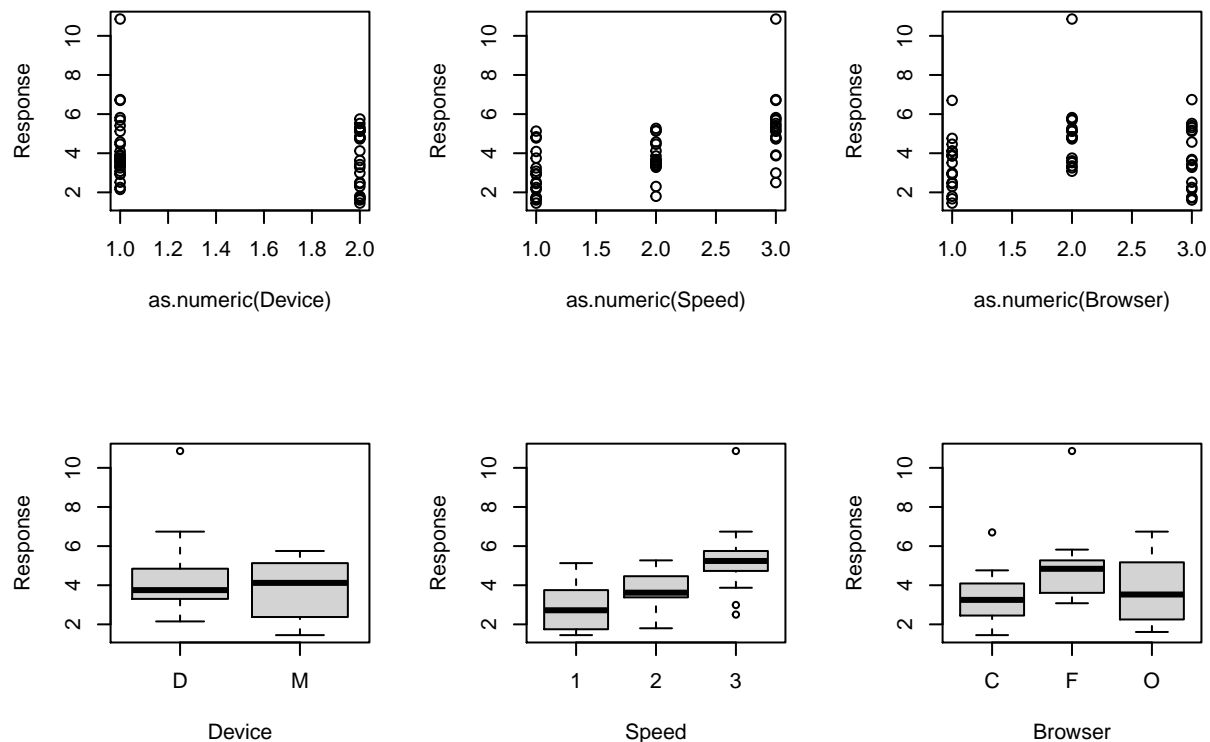 Response
10
8
6
4
2
1.0 1.2 1.4 1.6 1.8 2.0
as.numeric(Device)
Response
10
8
6
4
2
1.0 1.5 2.0 2.5 3.0
as.numeric(Speed)
Response
10
8
6
4
2
1.0 1.5 2.0 2.5 3.0
as.numeric(Browser)
Response
10
8
6
4
2
D M
Device
Response
10
8
6
4
2
1 2 3
Speed
Response
10
8
6
4
2
C F O
Browser